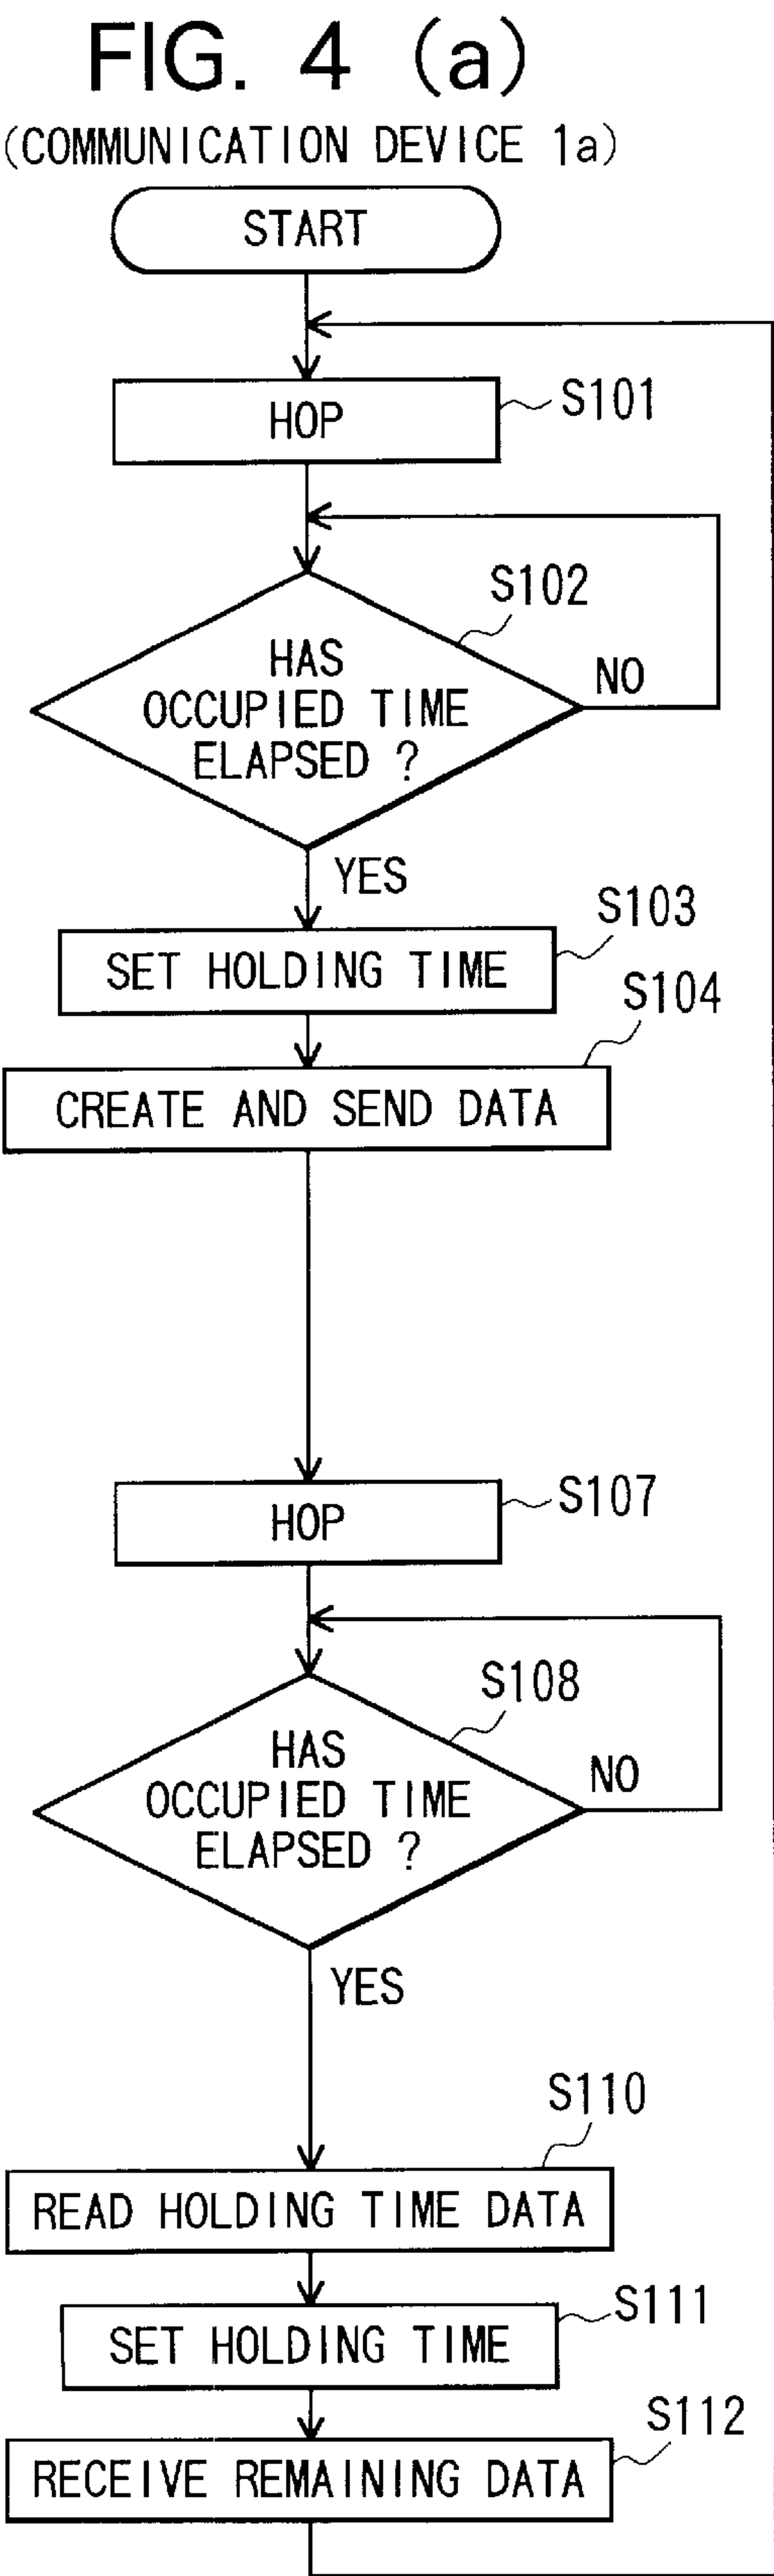 FIG. 4 (a)
(COMMUNICATION DEVICE 1a)
START
HOP
S101
S102
HAS
OCCUPIED TIME
ELAPSED ?
NO
YES
S103
SET HOLDING TIME
S104
CREATE AND SEND DATA
HOP
S107
S108
HAS
OCCUPIED TIME
ELAPSED ?
NO
YES
S110
READ HOLDING TIME DATA
S111
SET HOLDING TIME
S112
RECEIVE REMAINING DATA